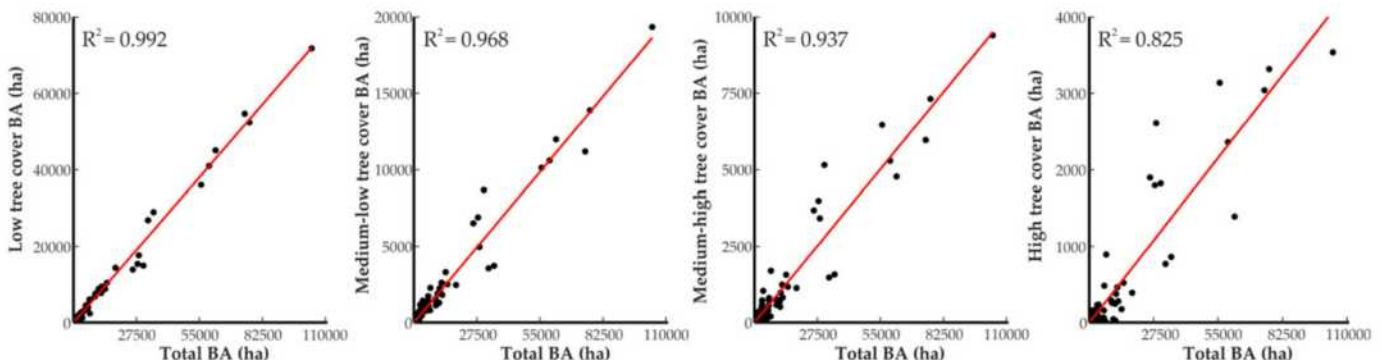 80000
60000
40000
20000
0
Low tree cover BA (ha)
R² = 0.992
27500 55000 82500 110000
Total BA (ha)
20000
15000
10000
5000
0
Medium-low tree cover BA (ha)
R² = 0.968
27500 55000 82500 110000
Total BA (ha)
10000
7500
5000
2500
0
Medium-high tree cover BA (ha)
R² = 0.937
27500 55000 82500 110000
Total BA (ha)
4000
3000
2000
1000
0
High tree cover BA (ha)
R² = 0.825
27500 55000 82500 110000
Total BA (ha)